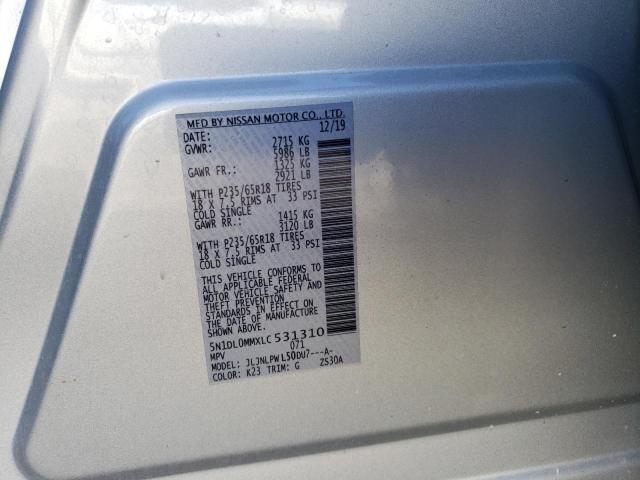 MFD BY NISSAN MOTOR CO., LTD.
DATE: 12/19
GVWR: 2715 KG
5986 LB
GAWR FR.: 1325 KG
2921 LB
WITH P235/65R18 TIRES
18 X 7.5 RIMS AT 33 PSI
COLD SINGLE
GAWR RR.: 1415 KG
3120 LB
WITH P235/65R18 TIRES
18 X 7.5 RIMS AT 33 PSI
COLD SINGLE
THIS VEHICLE CONFORMS TO
ALL APPLICABLE FEDERAL
MOTOR VEHICLE SAFETY AND
THEFT PREVENTION
STANDARDS IN EFFECT ON
THE DATE OF MANUFACTURE
5N1DL0MMXLC531310
MPV 071
MODEL: JLJNLPWL50DU7---A-
COLOR: K23 TRIM: G ZS30A